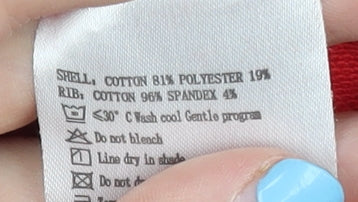 SHELL: COTTON 81% POLYESTER 19%
RIB: COTTON 96% SPANDEX 4%
≤30° C Wash cool Gentle program
Do not blench
Line dry in shade
Do not